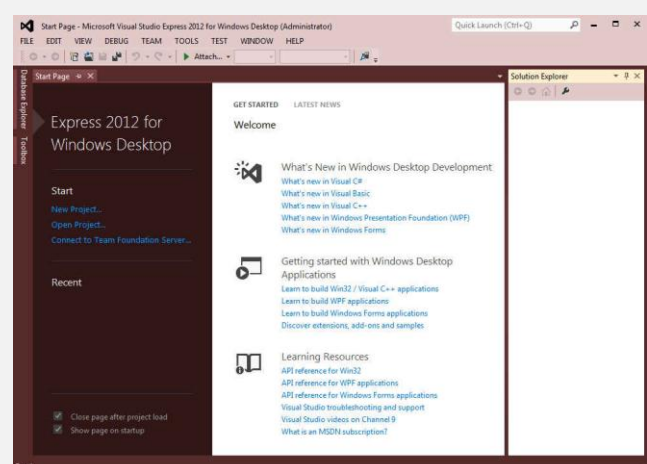 Start Page - Microsoft Visual Studio Express 2012 for Windows Desktop (Administrator)
Quick Launch (Ctrl+Q)
FILE EDIT VIEW DEBUG TEAM TOOLS TEST WINDOW HELP
Attach...
Database Explorer
Toolbox
Start Page
Express 2012 for
Windows Desktop
Start
New Project...
Open Project...
Connect to Team Foundation Server...
Recent
Close page after project load
Show page on startup
GET STARTED LATEST NEWS
Welcome
What's New in Windows Desktop Development
What's new in Visual C#
What's new in Visual Basic
What's new in Visual C++
What's new in Windows Presentation Foundation (WPF)
What's new in Windows Forms
Getting started with Windows Desktop
Applications
Learn to build Win32 / Visual C++ applications
Learn to build WPF applications
Learn to build Windows Forms applications
Discover extensions, add-ons and samples
Learning Resources
API reference for Win32
API reference for WPF applications
API reference for Windows Forms applications
Visual Studio troubleshooting and support
Visual Studio videos on Channel 9
What is an MSDN subscription?
Solution Explorer